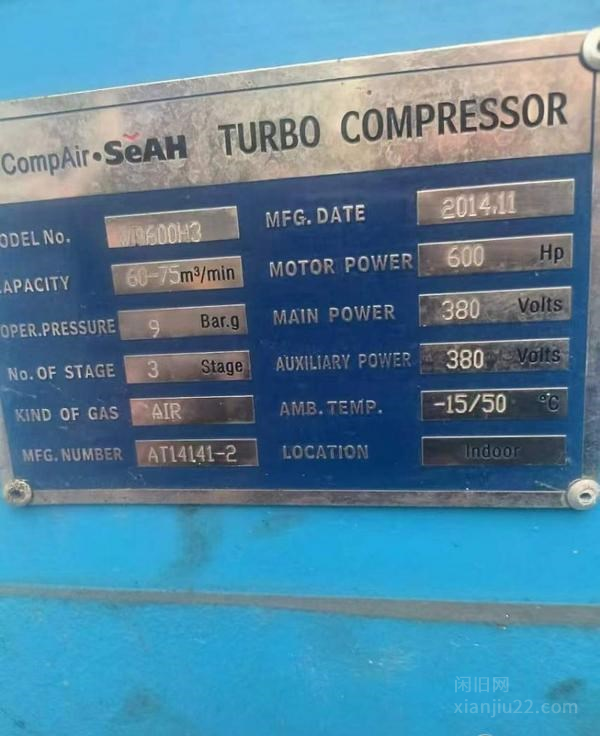 CompAir•SeAH TURBO COMPRESSOR
ODEL No.
MFG. DATE 2014.11
APACITY 60-75 m³/min
MOTOR POWER 600 Hp
OPER.PRESSURE 9 Bar.g
MAIN POWER 380 Volts
No. OF STAGE 3 Stage
AUXILIARY POWER 380 Volts
KIND OF GAS AIR
AMB. TEMP. -15/50 °C
MFG. NUMBER AT14141-2
LOCATION Indoor
闲旧网
xianjiu22.com